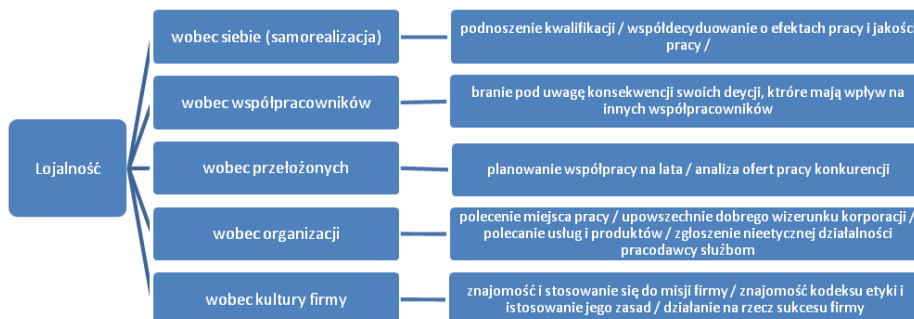 Lojalność
wobec siebie (samorealizacja)
podnoszenie kwalifikacji / współdecyduowanie o efektach pracy i jakości
pracy /
wobec współpracowników
branie pod uwagę konsekwencji swoich deycji, które mają wpływ na
innych współpracowników
wobec przełożonych
planowanie współpracy na lata / analiza ofert pracy konkurencji
wobec organizacji
polecenie miejsca pracy / upowszechnie dobrego wizerunku korporacji /
polecanie usług i produktów / zgłoszenie nieetycznej działalności
pracodawcy służbom
wobec kultury firmy
znajomość i stosowanie się do misji firmy / znajomość kodeksu etyki i
istosowanie jego zasad / działanie na rzecz sukcesu firmy